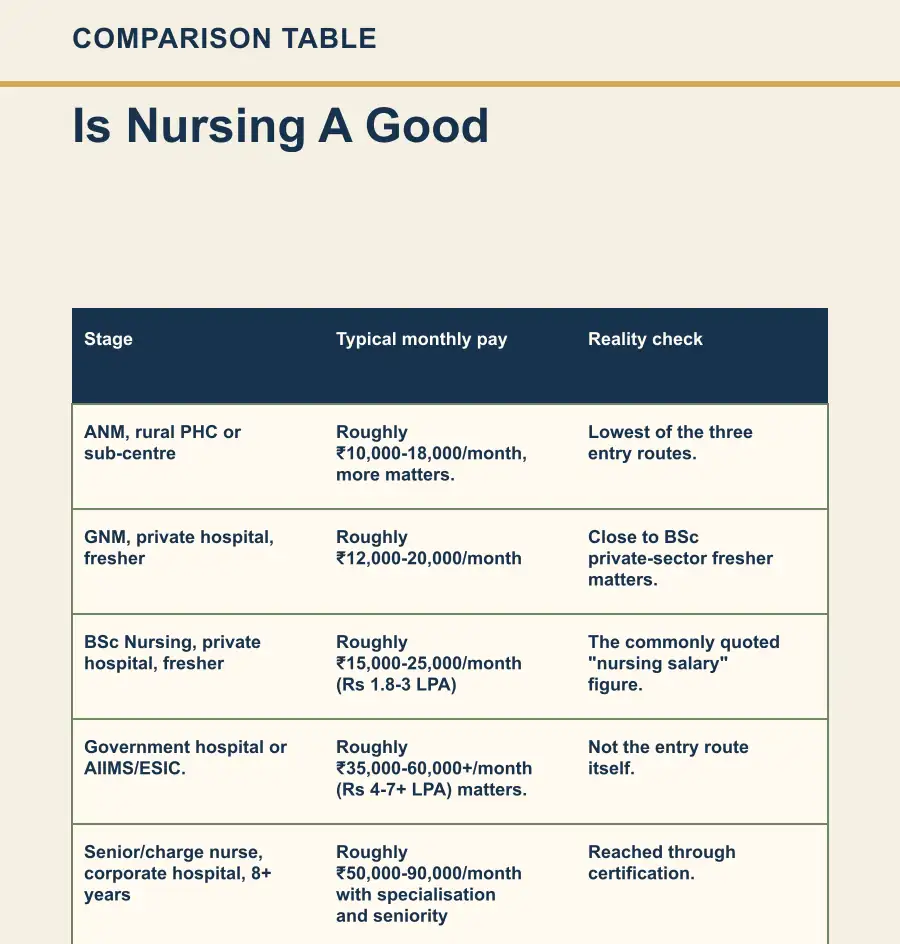 COMPARISON TABLE
Is Nursing A Good
Stage
Typical monthly pay
Reality check
ANM, rural PHC or
sub-centre
Roughly
₹10,000-18,000/month,
more matters.
Lowest of the three
entry routes.
GNM, private hospital,
fresher
Roughly
₹12,000-20,000/month
Close to BSc
private-sector fresher
matters.
BSc Nursing, private
hospital, fresher
Roughly
₹15,000-25,000/month
(Rs 1.8-3 LPA)
The commonly quoted
"nursing salary"
figure.
Government hospital or
AIIMS/ESIC.
Roughly
₹35,000-60,000+/month
(Rs 4-7+ LPA) matters.
Not the entry route
itself.
Senior/charge nurse,
corporate hospital, 8+
years
Roughly
₹50,000-90,000/month
with specialisation
and seniority
Reached through
certification.